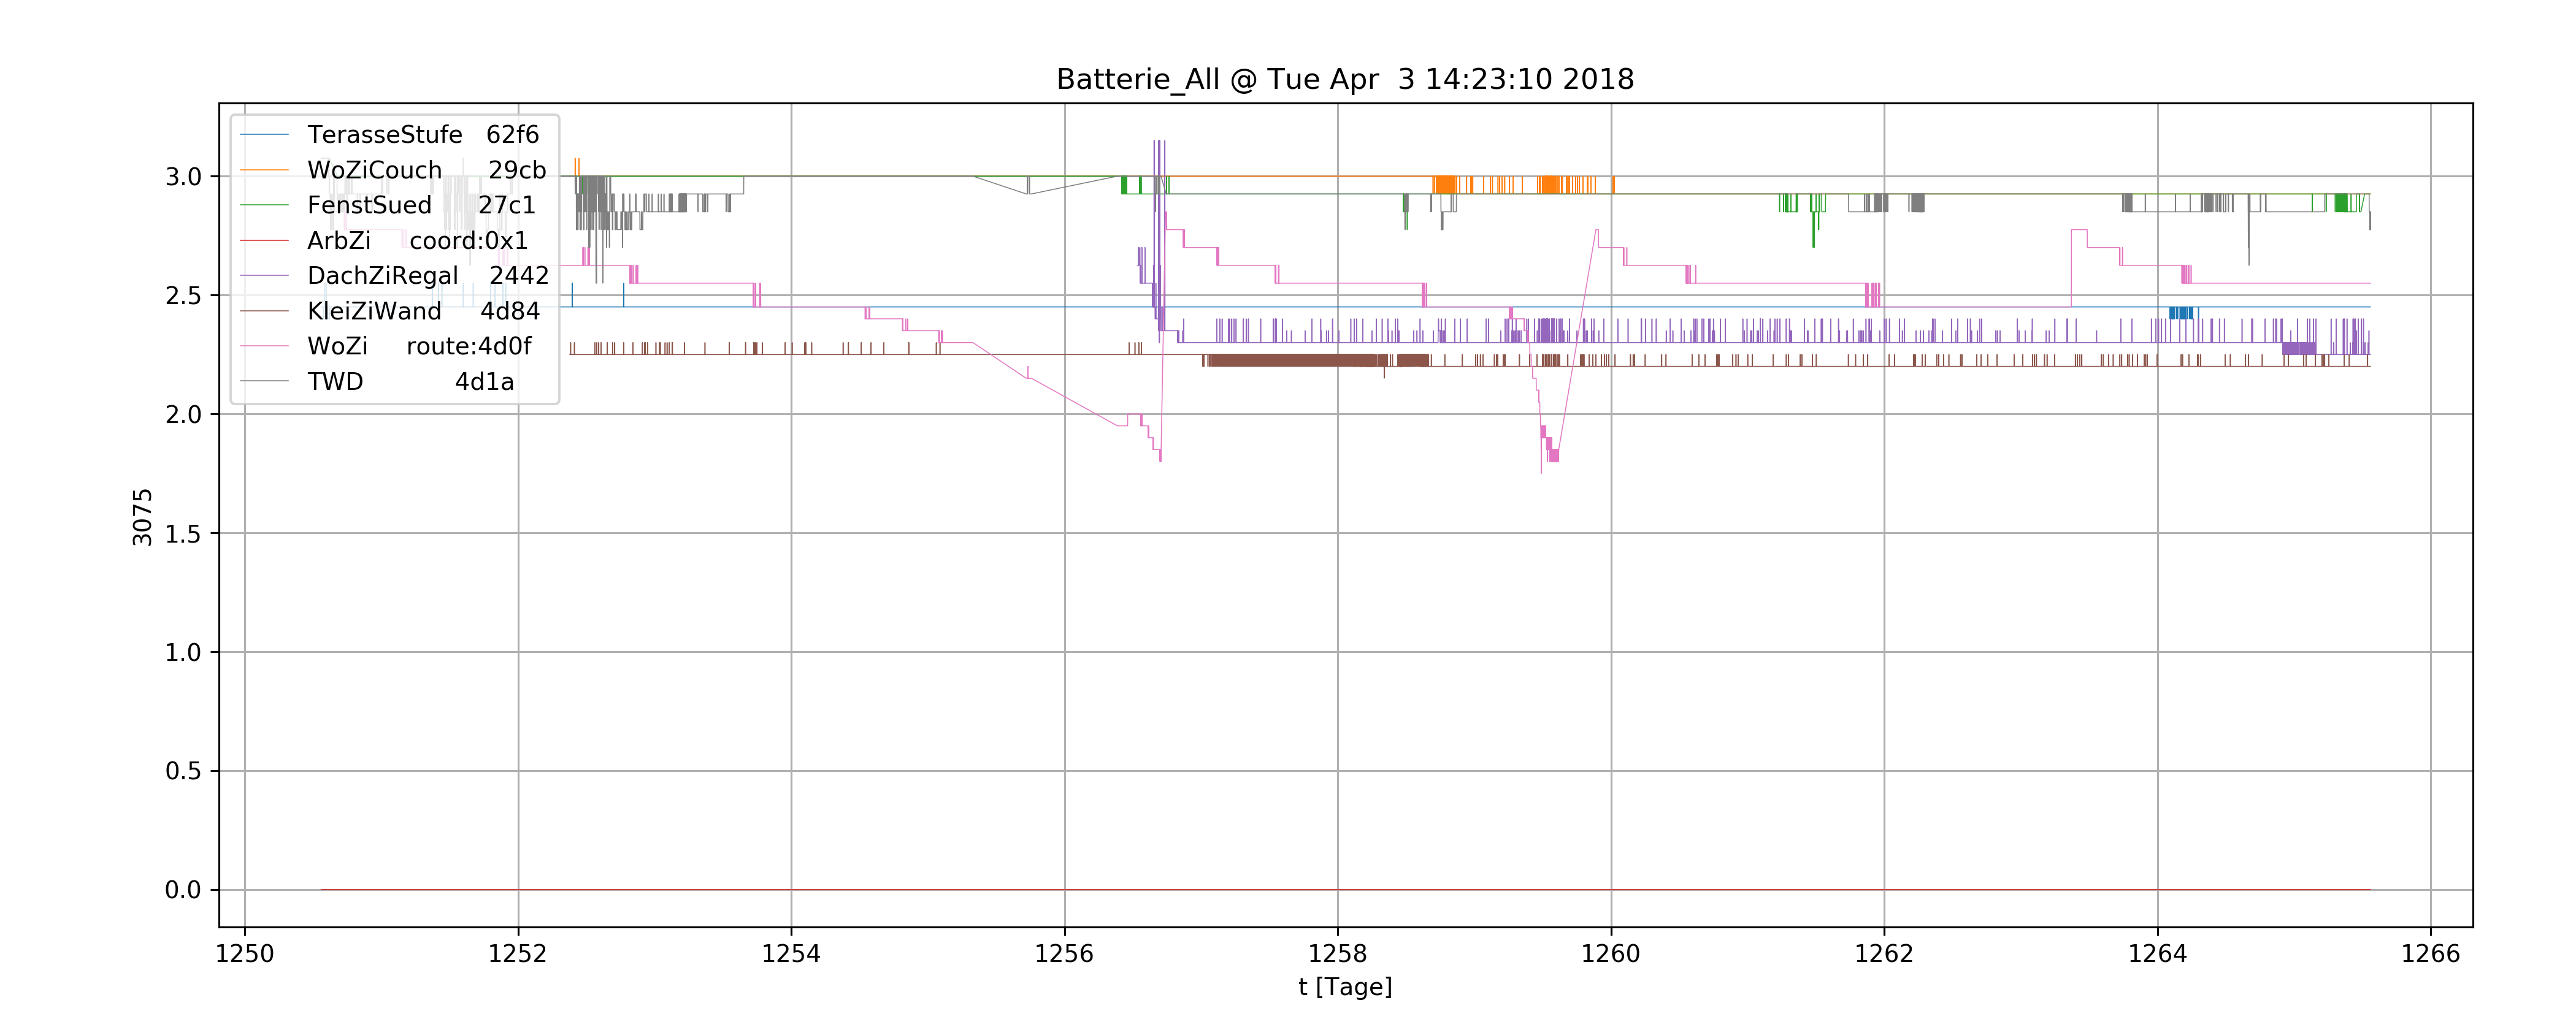 Batterie_All @ Tue Apr  3 14:23:10 2018
TerasseStufe   62f6
WoZiCouch      29cb
FenstSued      27c1
ArbZi     coord:0x1
DachZiRegal    2442
KleiZiWand     4d84
WoZi     route:4d0f
TWD            4d1a
3.0
2.5
2.0
1.5
1.0
0.5
0.0
3075
1250 1252 1254 1256 1258 1260 1262 1264 1266
t [Tage]